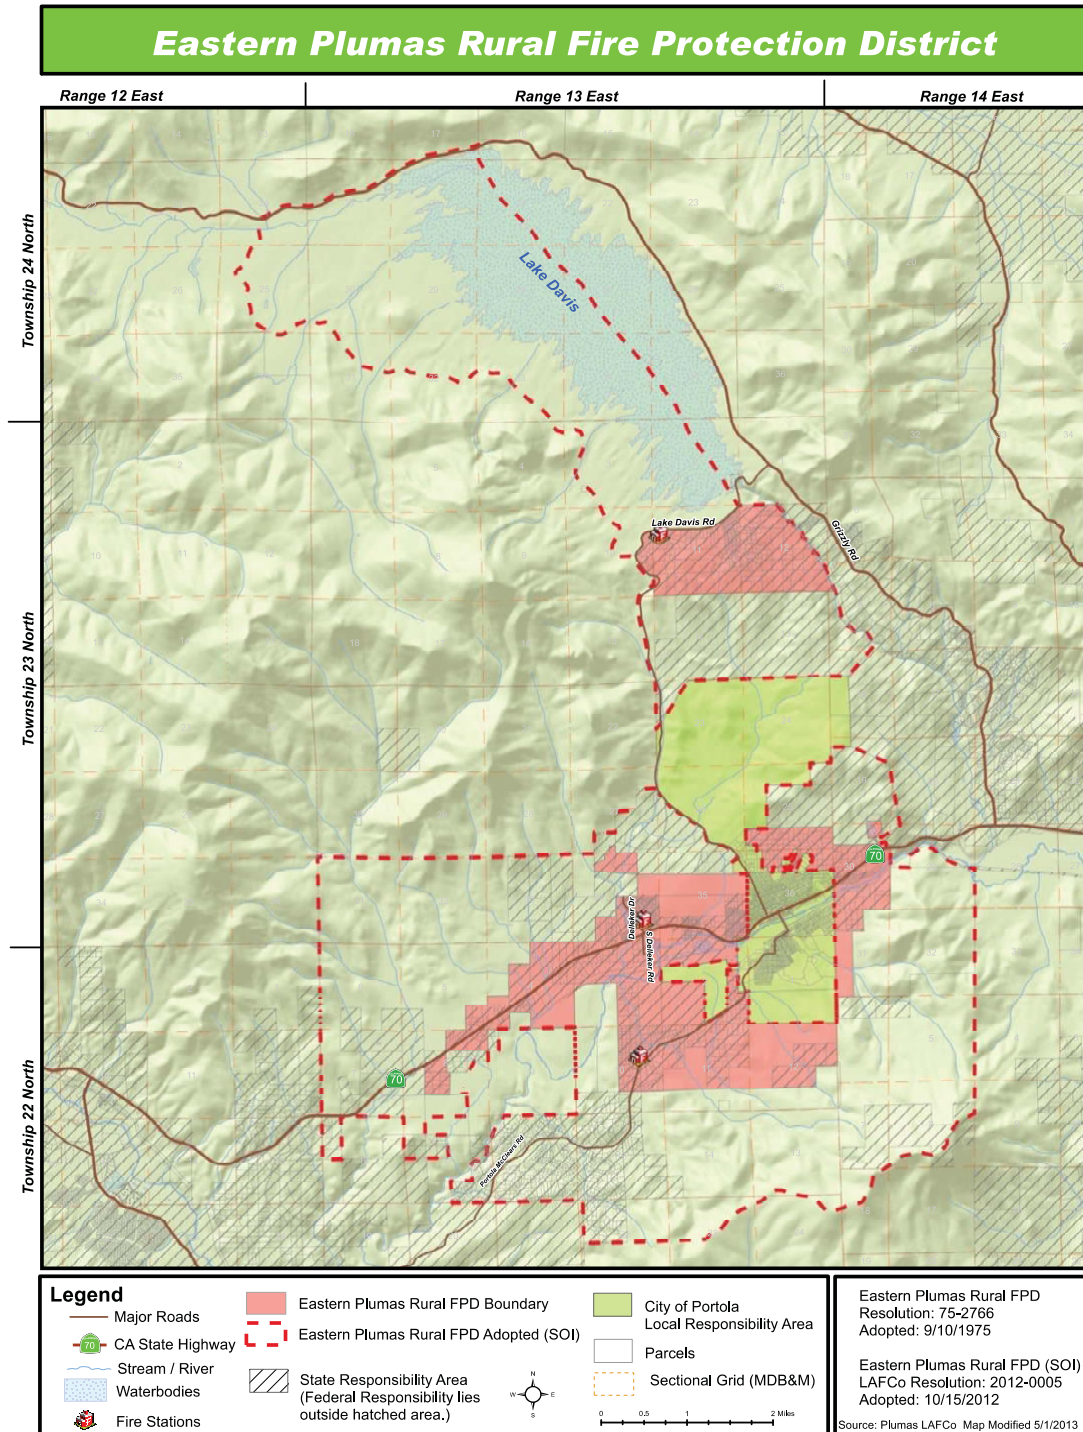 Eastern Plumas Rural Fire Protection District
Range 12 East
Range 13 East
Range 14 East
Township 24 North
Township 23 North
Township 22 North
Lake Davis
Lake Davis Rd
Grizzly Rd
70
Delleker Dr
S Delleker Rd
70
Portola McClears Rd
Legend
Major Roads
70
CA State Highway
Stream / River
Waterbodies
Fire Stations
Eastern Plumas Rural FPD Boundary
Eastern Plumas Rural FPD Adopted (SOI)
State Responsibility Area
(Federal Responsibility lies
outside hatched area.)
N
W
E
S
City of Portola
Local Responsibility Area
Parcels
Sectional Grid (MDB&M)
0 0.5 1 2 Miles
Eastern Plumas Rural FPD
Resolution: 75-2766
Adopted: 9/10/1975
Eastern Plumas Rural FPD (SOI)
LAFCo Resolution: 2012-0005
Adopted: 10/15/2012
Source: Plumas LAFCo Map Modified 5/1/2013